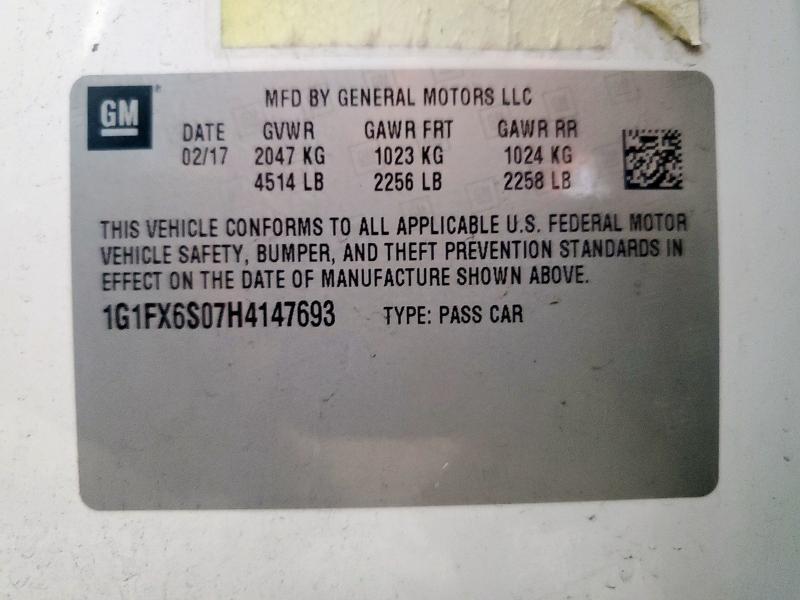 GM
MFD BY GENERAL MOTORS LLC
DATE GVWR GAWR FRT GAWR RR
02/17 2047 KG 1023 KG 1024 KG
4514 LB 2256 LB 2258 LB
THIS VEHICLE CONFORMS TO ALL APPLICABLE U.S. FEDERAL MOTOR
VEHICLE SAFETY, BUMPER, AND THEFT PREVENTION STANDARDS IN
EFFECT ON THE DATE OF MANUFACTURE SHOWN ABOVE.
1G1FX6S07H4147693 TYPE: PASS CAR